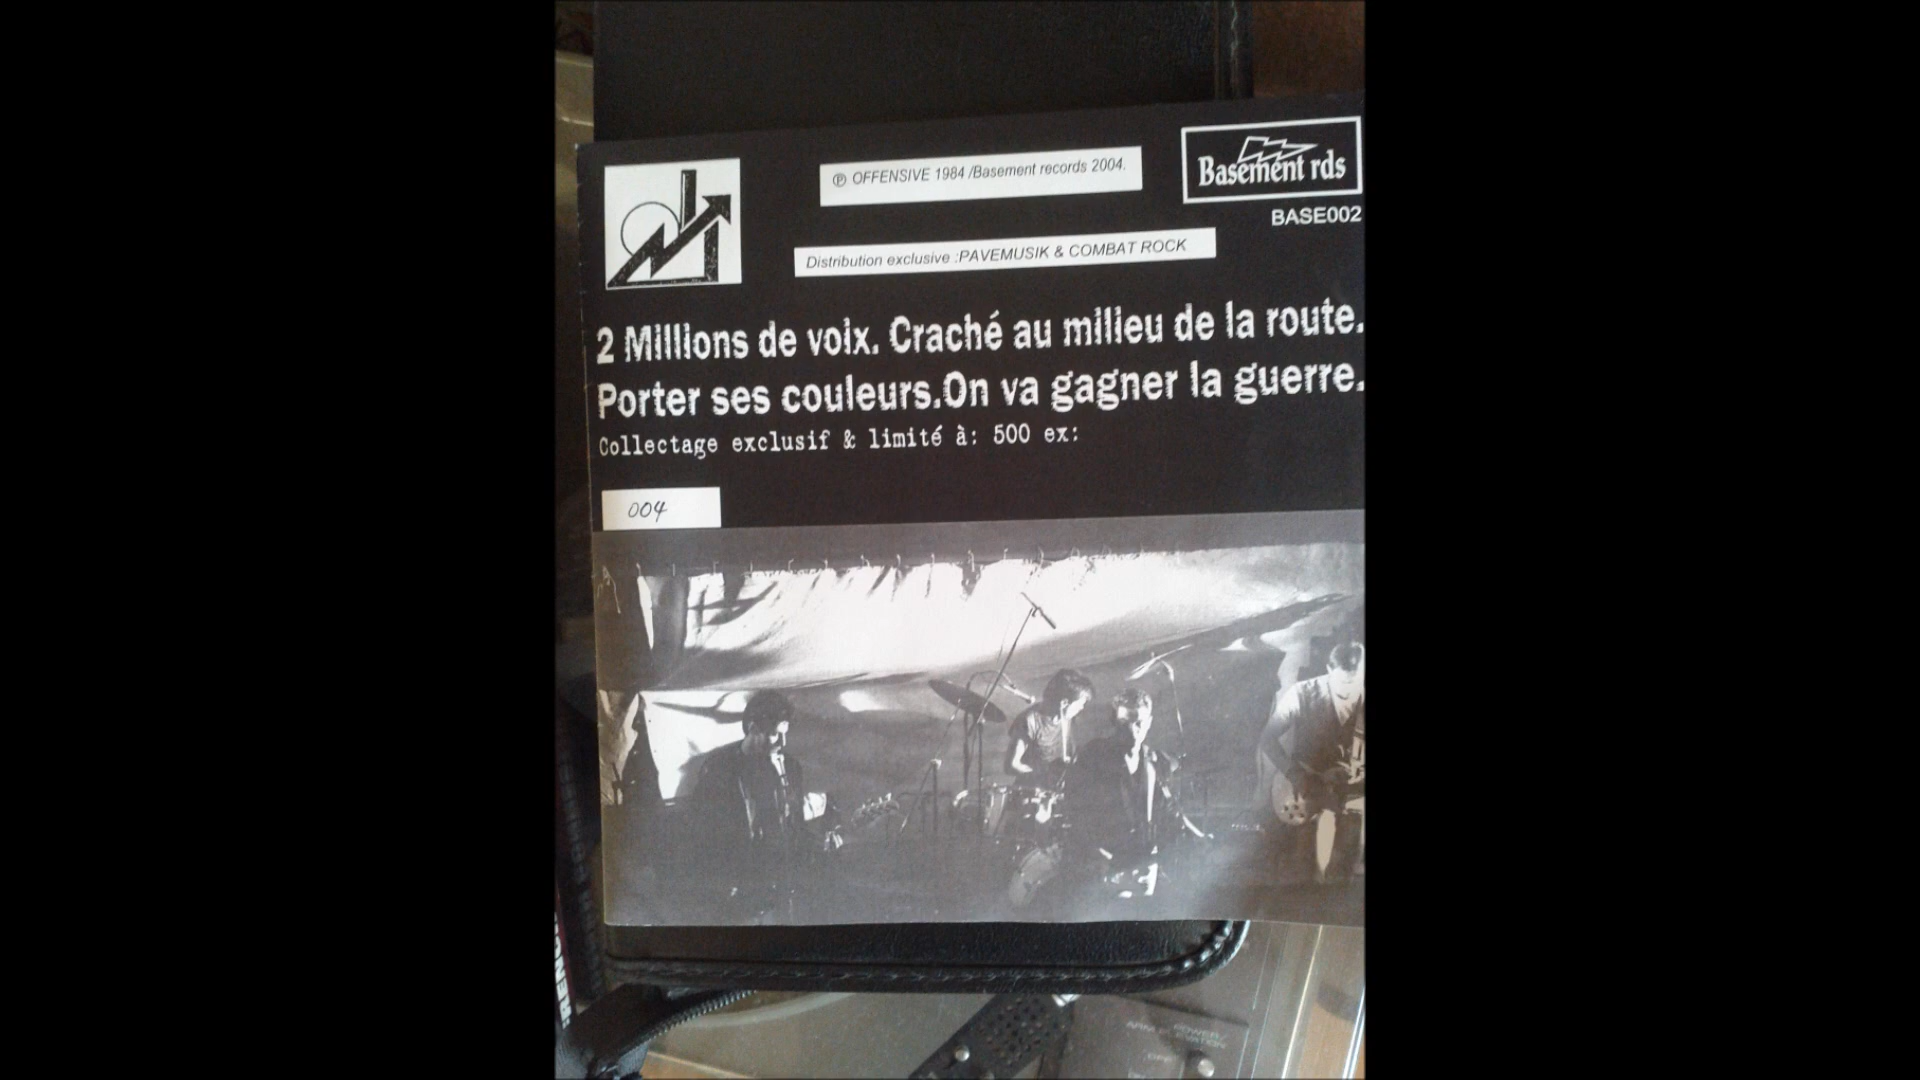 ℗ OFFENSIVE 1984 /Basement records 2004.
Basement rds
BASE002
Distribution exclusive :PAVEMUSIK & COMBAT ROCK
2 Millions de voix. Craché au milieu de la route.
Porter ses couleurs.On va gagner la guerre.
Collectage exclusif & limité à: 500 ex:
004